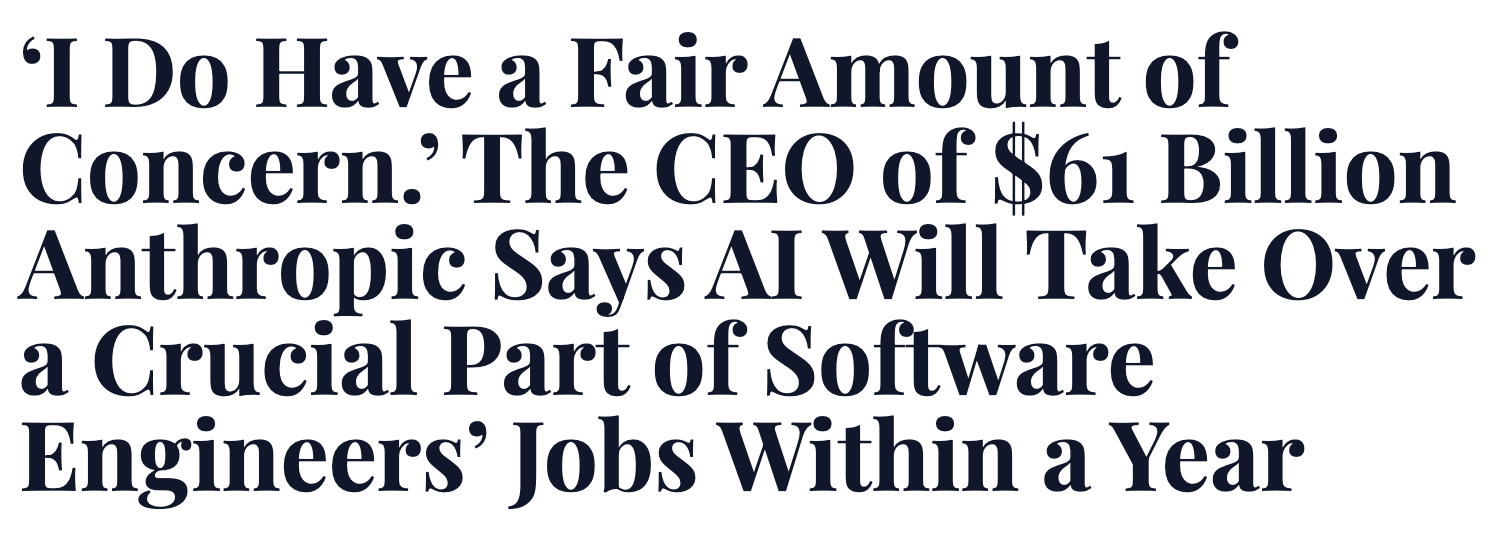 ‘I Do Have a Fair Amount of
Concern.’ The CEO of $61 Billion
Anthropic Says AI Will Take Over
a Crucial Part of Software
Engineers’ Jobs Within a Year